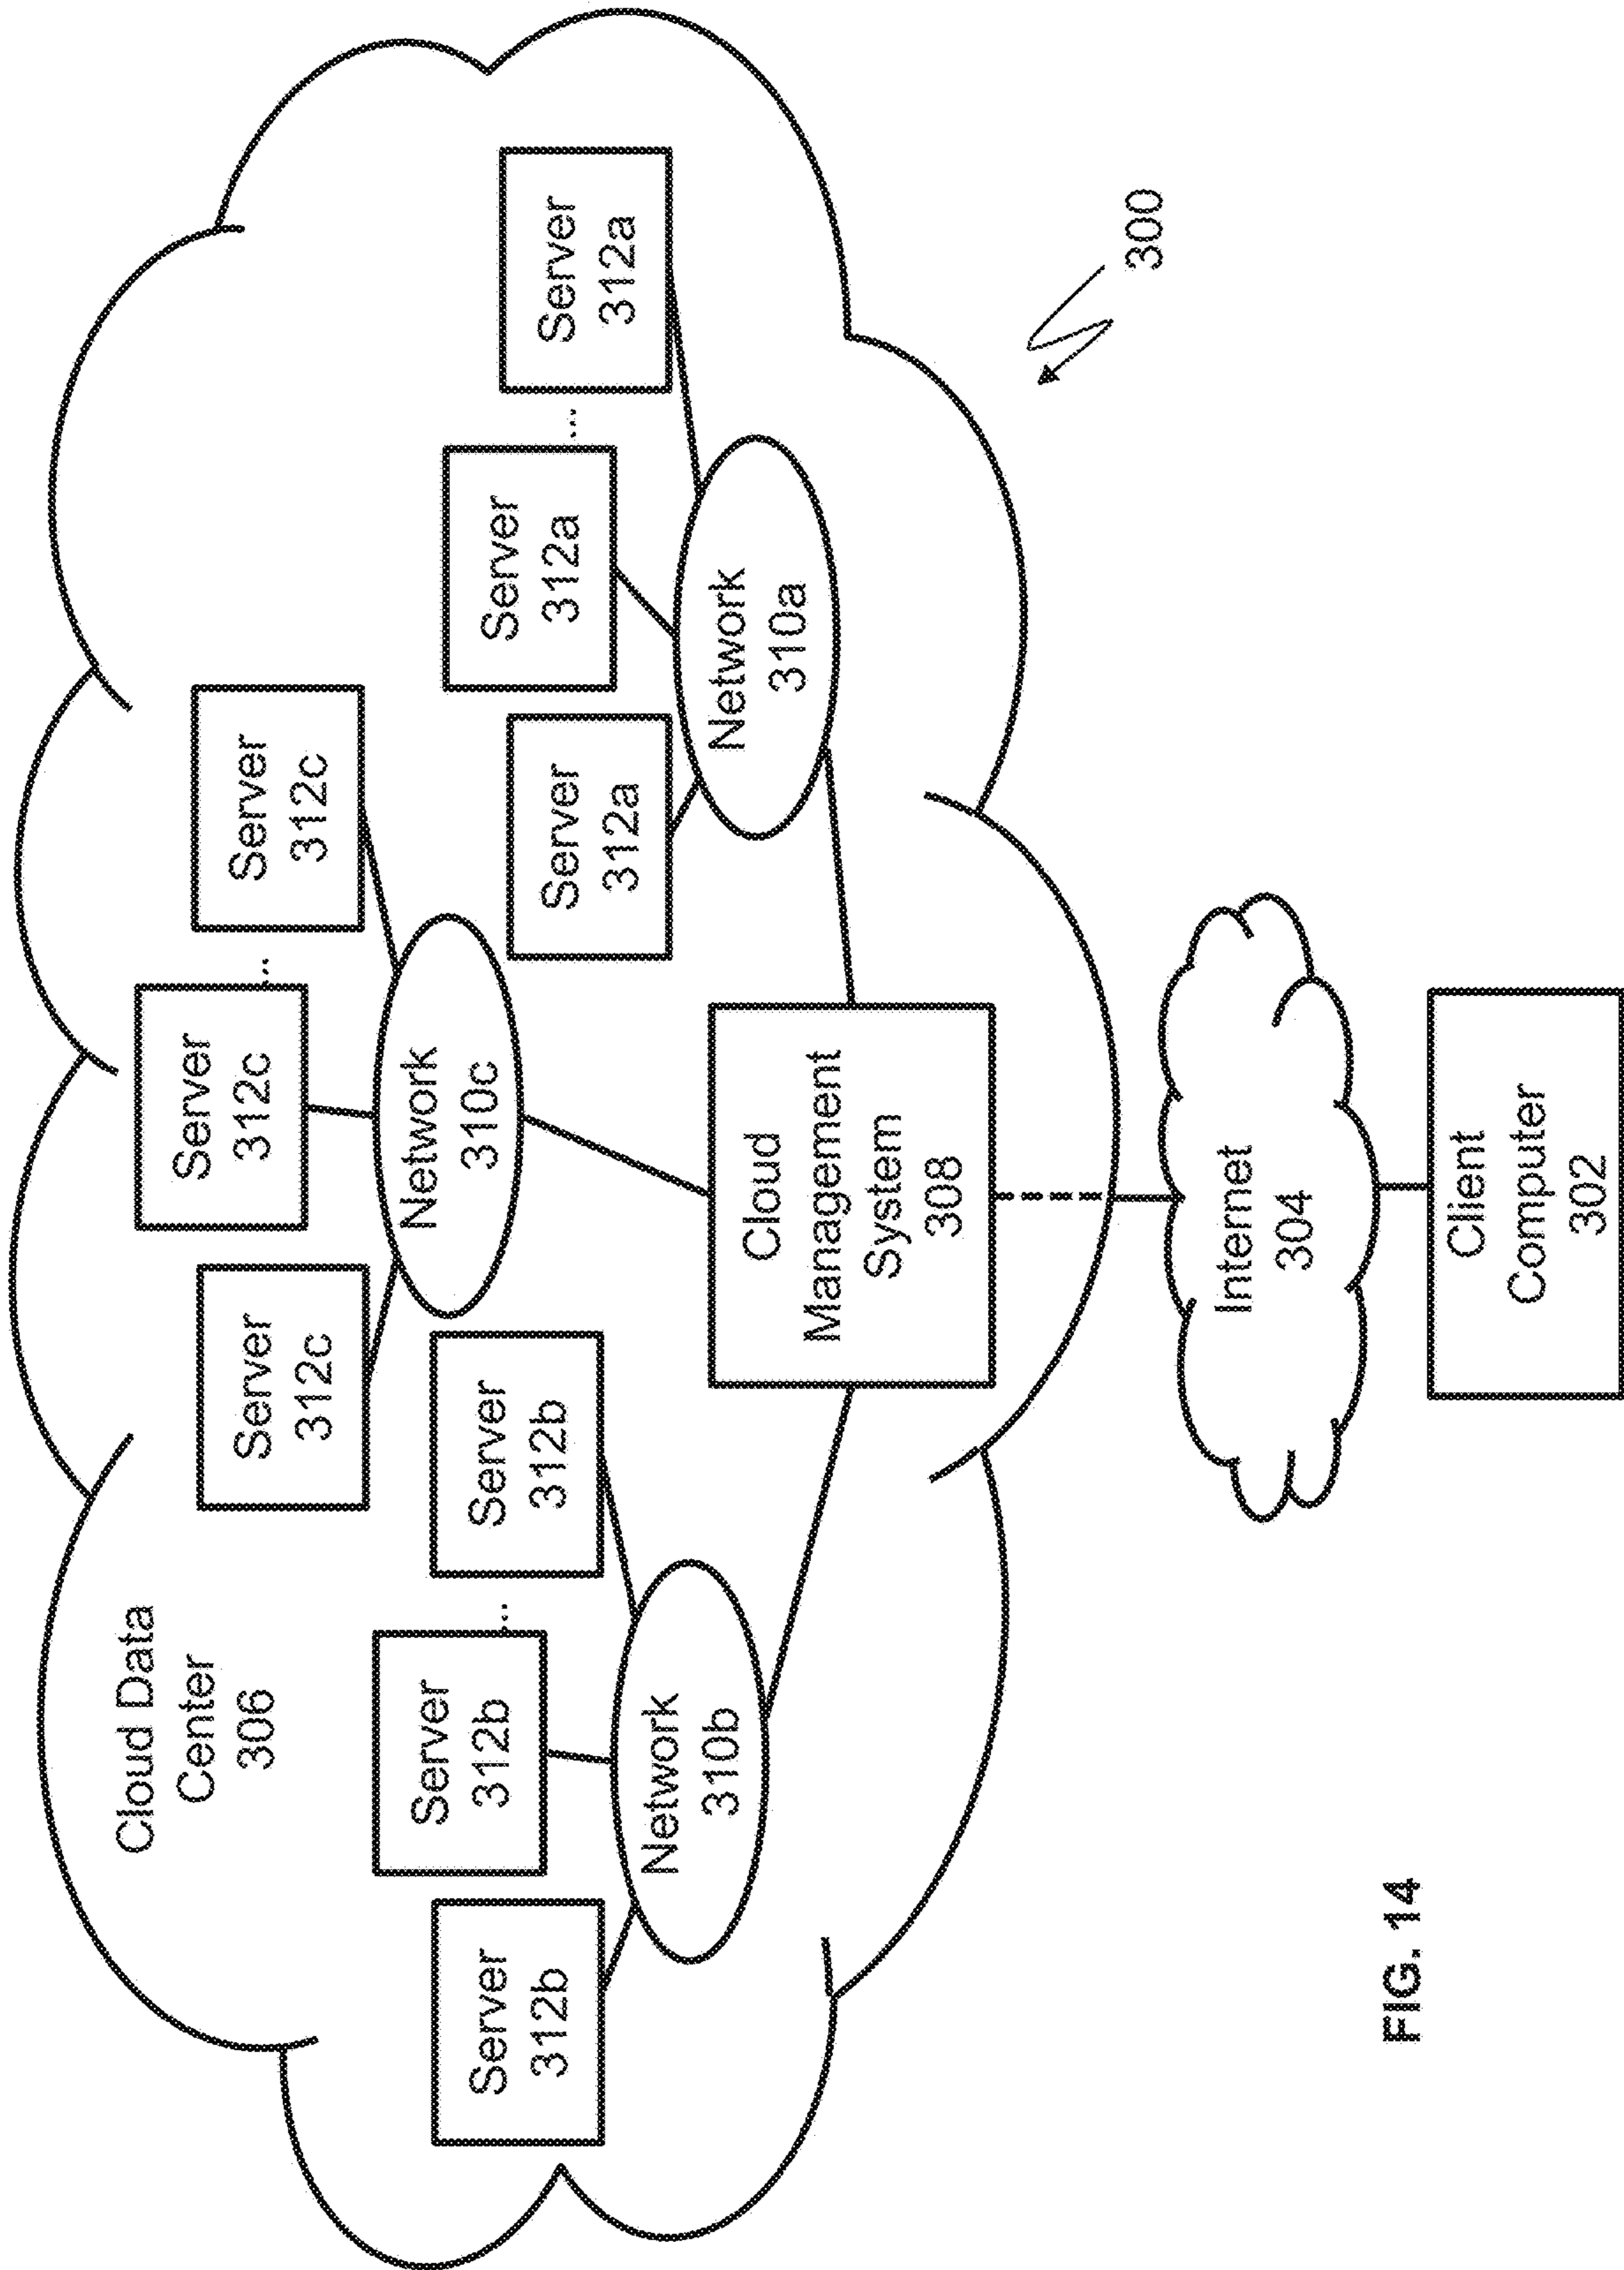 Cloud Data
Center
306
Server
312c
Server
312c
...
Server
312c
Network
310c
Server
312b
Server
312b
...
Server
312b
Network
310b
Server
312a
Server
312a
...
Server
312a
Network
310a
Cloud
Management
System
308
Internet
304
Client
Computer
302
300
FIG. 14